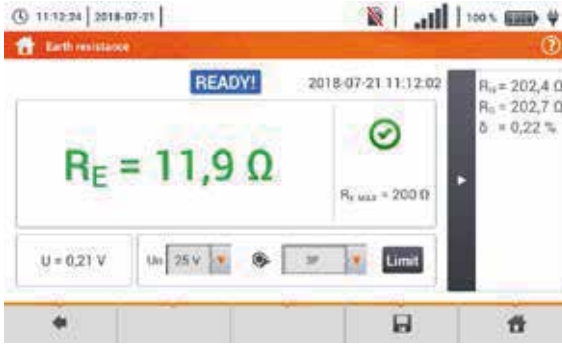 11:12:24 2018-07-21 100 %
Earth resistance ?
READY! 2018-07-21 11:12:02
RE = 11,9 Ω
RE MAX = 200 Ω
RH = 202,4 Ω
RS = 202,7 Ω
δ = 0,22 %
U = 0,21 V
Un 25 V 3P Limit